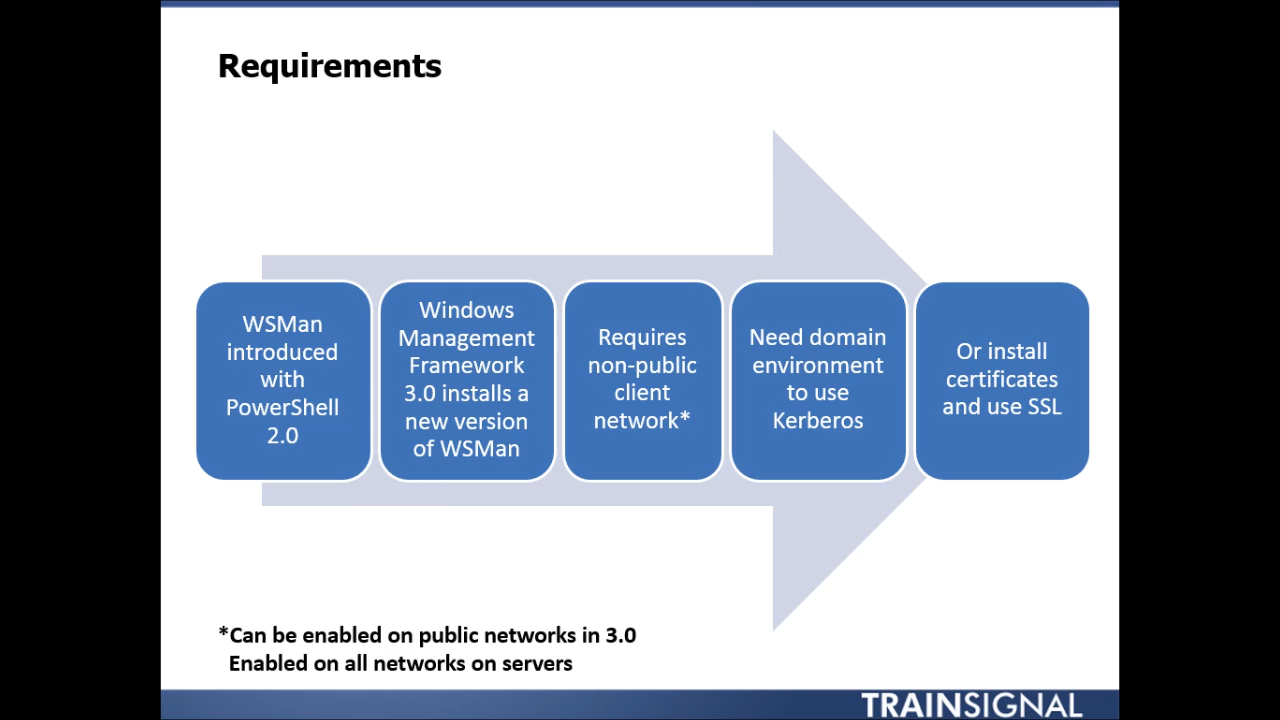 Requirements
WSMan
introduced
with
PowerShell
2.0
Windows
Management
Framework
3.0 installs a
new version
of WSMan
Requires
non-public
client
network*
Need domain
environment
to use
Kerberos
Or install
certificates
and use SSL
*Can be enabled on public networks in 3.0
Enabled on all networks on servers
TRAINSIGNAL